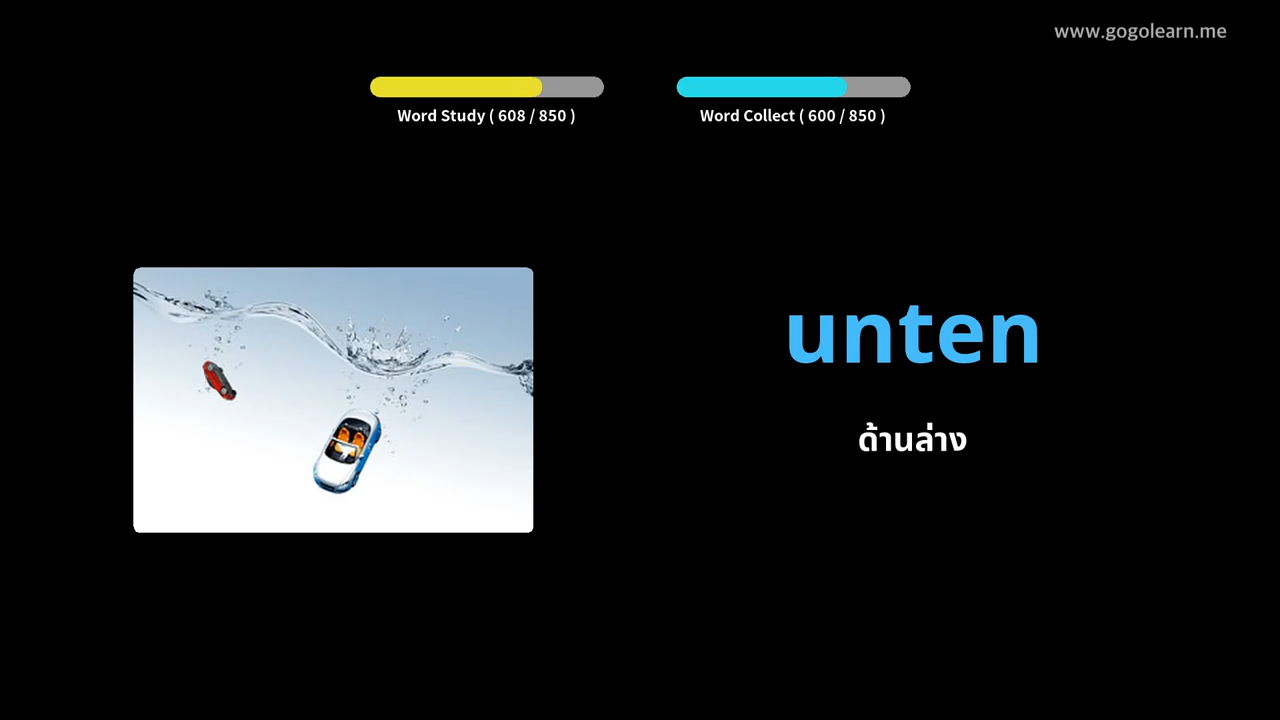 www.gogolearn.me
Word Study ( 608 / 850 )
Word Collect ( 600 / 850 )
unten
ด้านล่าง